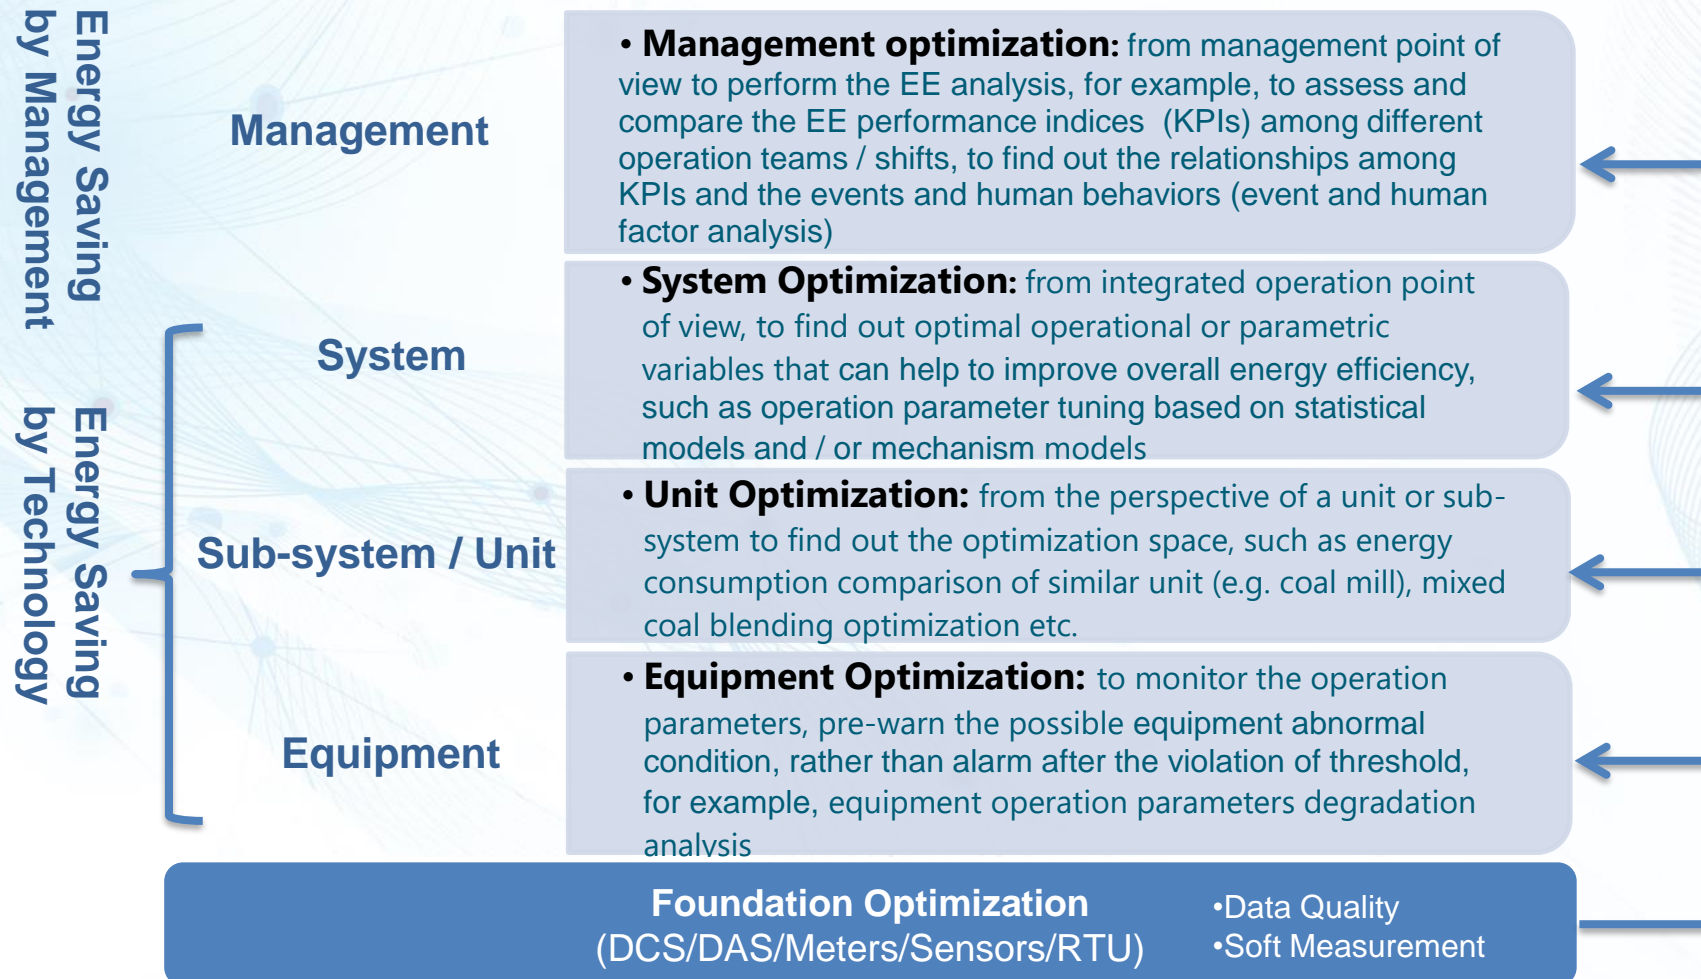 Energy Saving
by Management
Management
• Management optimization: from management point of
view to perform the EE analysis, for example, to assess and
compare the EE performance indices (KPIs) among different
operation teams / shifts, to find out the relationships among
KPIs and the events and human behaviors (event and human
factor analysis)
Energy Saving
by Technology
System
• System Optimization: from integrated operation point
of view, to find out optimal operational or parametric
variables that can help to improve overall energy efficiency,
such as operation parameter tuning based on statistical
models and / or mechanism models
Sub-system / Unit
• Unit Optimization: from the perspective of a unit or sub-
system to find out the optimization space, such as energy
consumption comparison of similar unit (e.g. coal mill), mixed
coal blending optimization etc.
Equipment
• Equipment Optimization: to monitor the operation
parameters, pre-warn the possible equipment abnormal
condition, rather than alarm after the violation of threshold,
for example, equipment operation parameters degradation
analysis
Foundation Optimization
(DCS/DAS/Meters/Sensors/RTU)
•Data Quality
•Soft Measurement